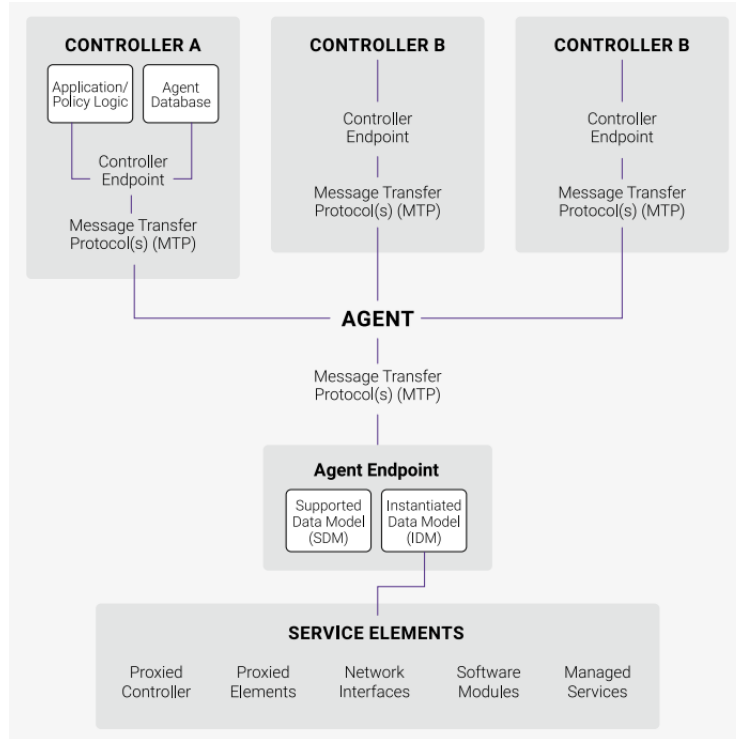 CONTROLLER A
Application/
Policy Logic
Agent
Database
Controller
Endpoint
Message Transfer
Protocol(s) (MTP)
CONTROLLER B
Controller
Endpoint
Message Transfer
Protocol(s) (MTP)
CONTROLLER B
Controller
Endpoint
Message Transfer
Protocol(s) (MTP)
AGENT
Message Transfer
Protocol(s) (MTP)
Agent Endpoint
Supported
Data Model
(SDM)
Instantiated
Data Model
(IDM)
SERVICE ELEMENTS
Proxied
Controller
Proxied
Elements
Network
Interfaces
Software
Modules
Managed
Services